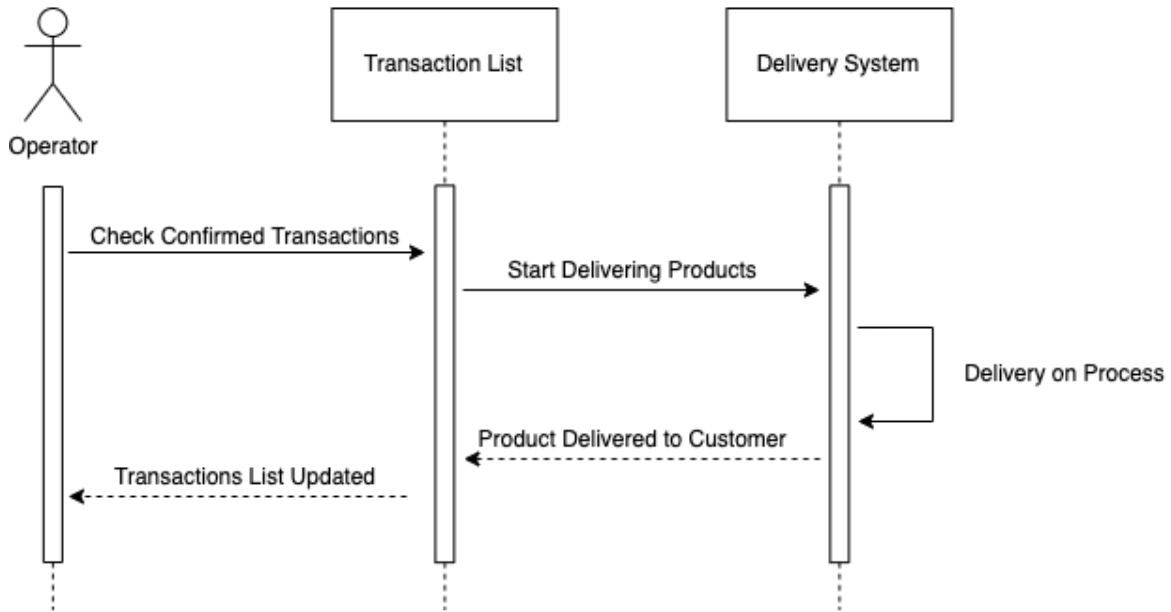 Transaction List
Delivery System
Operator
Check Confirmed Transactions
Start Delivering Products
Delivery on Process
Product Delivered to Customer
Transactions List Updated